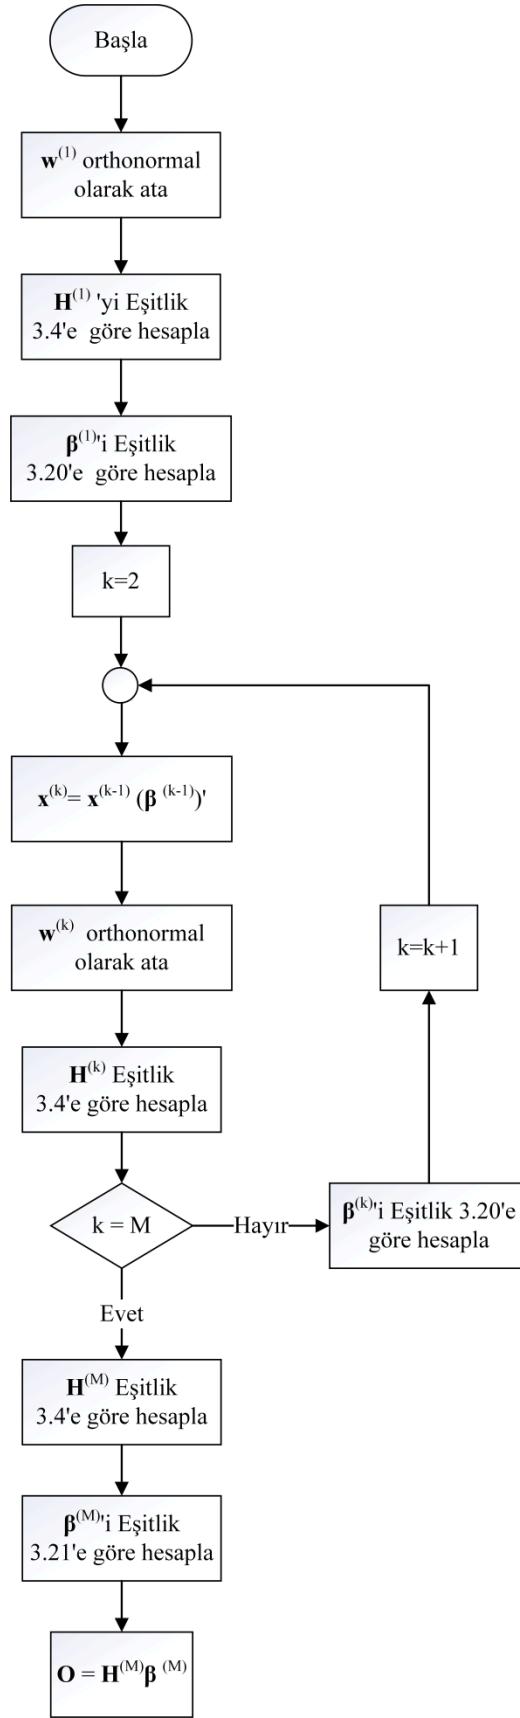 Başla
w⁽¹⁾ orthonormal
olarak ata
H⁽¹⁾ 'yi Eşitlik
3.4'e göre hesapla
β⁽¹⁾'i Eşitlik
3.20'e göre hesapla
k=2
x⁽ᵏ⁾= x⁽ᵏ⁻¹⁾ (β ⁽ᵏ⁻¹⁾)'
w⁽ᵏ⁾ orthonormal
olarak ata
k=k+1
H⁽ᵏ⁾ Eşitlik
3.4'e göre hesapla
k = M
Hayır
β⁽ᵏ⁾'i Eşitlik 3.20'e
göre hesapla
Evet
H⁽ᴹ⁾ Eşitlik
3.4'e göre hesapla
β⁽ᴹ⁾'i Eşitlik
3.21'e göre hesapla
O = H⁽ᴹ⁾β ⁽ᴹ⁾